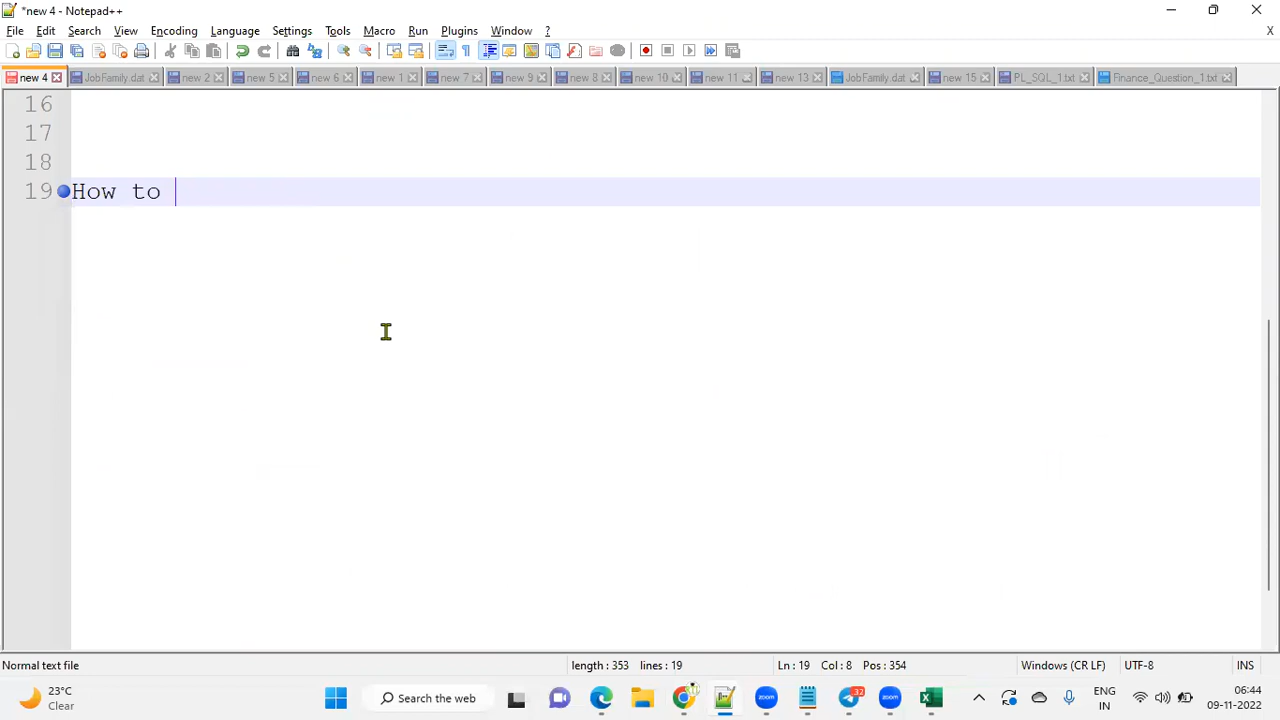 *new 4 - Notepad++
File Edit Search View Encoding Language Settings Tools Macro Run Plugins Window ? X
new 4 JobFamily.dat new 2 new 5 new 6 new 1 new 7 new 9 new 8 new 10 new 11 new 13 JobFamily.dat new 15 PL_SQL_1.txt Finance_Question_1.txt
16
17
18
19 How to
Normal text file length : 353 lines : 19 Ln : 19 Col : 8 Pos : 354 Windows (CR LF) UTF-8 INS
23°C
Clear
Search the web
32
ENG
IN
06:44
09-11-2022